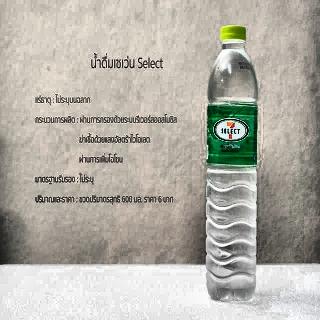 น้ำดื่มเซเว่น Select
แร่ธาตุ : ไม่ระบุบนฉลาก
กระบวนการผลิต : ผ่านการกรองด้วยระบบรีเวอร์สออสโมซิส
ฆ่าเชื้อด้วยแสงอัลตร้าไวโอเลต
ผ่านการเติมโอโซน
มาตรฐานรับรอง : ไม่ระบุ
ปริมาณและราคา : ขวดปริมาตรสุทธิ 600 มล. ราคา 6 บาท
7
SELECT